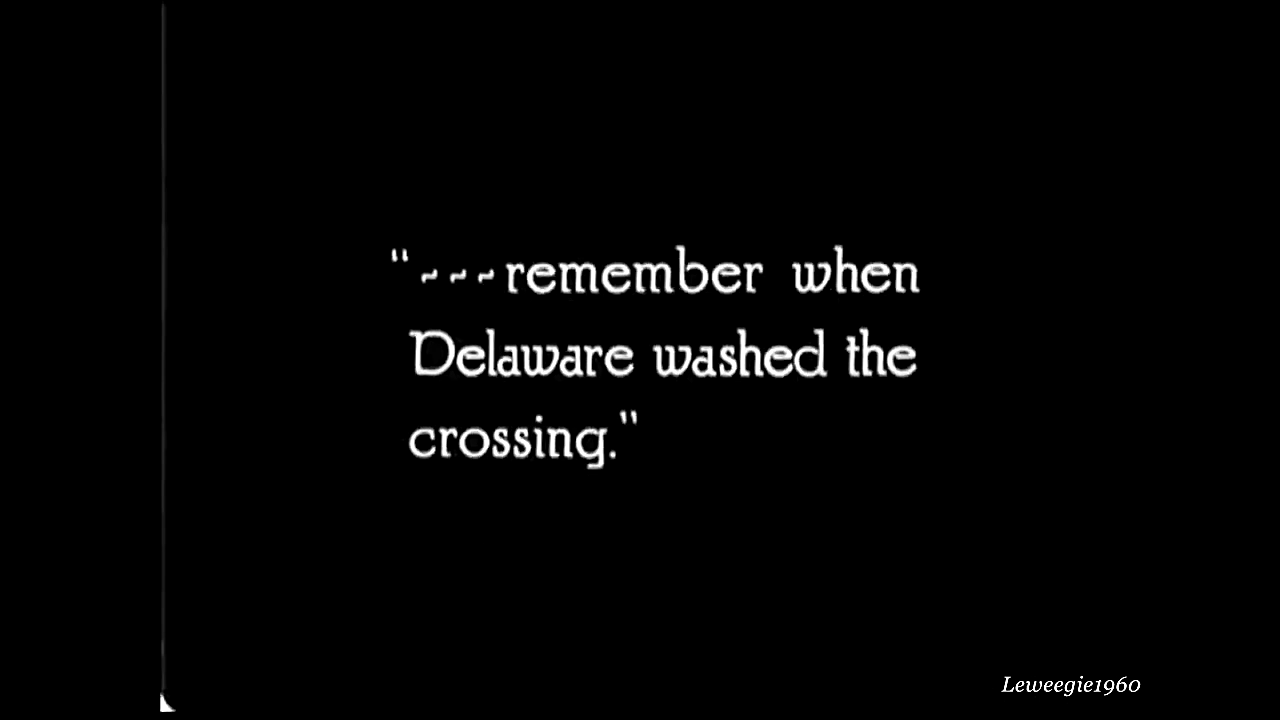 "---remember when
Delaware washed the
crossing."
Leweegie1960